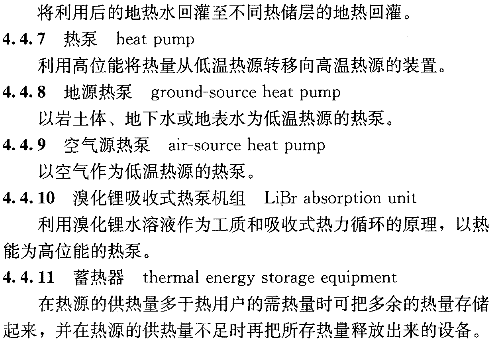 将利用后的地热水回灌至不同热储层的地热回灌。
4.4.7 热泵 heat pump
利用高位能将热量从低温热源转移向高温热源的装置。
4.4.8 地源热泵 ground-source heat pump
以岩土体、地下水或地表水为低温热源的热泵。
4.4.9 空气源热泵 air-source heat pump
以空气作为低温热源的热泵。
4.4.10 溴化锂吸收式热泵机组 LiBr absorption unit
利用溴化锂水溶液作为工质和吸收式热力循环的原理，以热
能为高位能的热泵。
4.4.11 蓄热器 thermal energy storage equipment
在热源的供热量多于热用户的需热量时可把多余的热量存储
起来，并在热源的供热量不足时再把所存热量释放出来的设备。